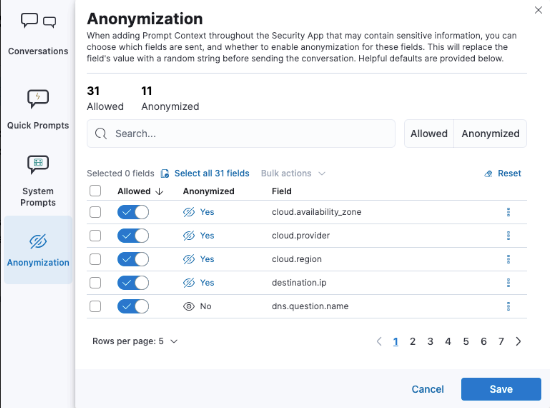 Conversations
Quick Prompts
System
Prompts
Anonymization
Anonymization
When adding Prompt Context throughout the Security App that may contain sensitive information, you can
choose which fields are sent, and whether to enable anonymization for these fields. This will replace the
field's value with a random string before sending the conversation. Helpful defaults are provided below.
31 11
Allowed Anonymized
Search... Allowed Anonymized
Selected 0 fields Select all 31 fields Bulk actions Reset
Allowed Anonymized Field
Yes cloud.availability_zone
Yes cloud.provider
Yes cloud.region
Yes destination.ip
No dns.question.name
Rows per page: 5 1 2 3 4 5 6 7
Cancel Save